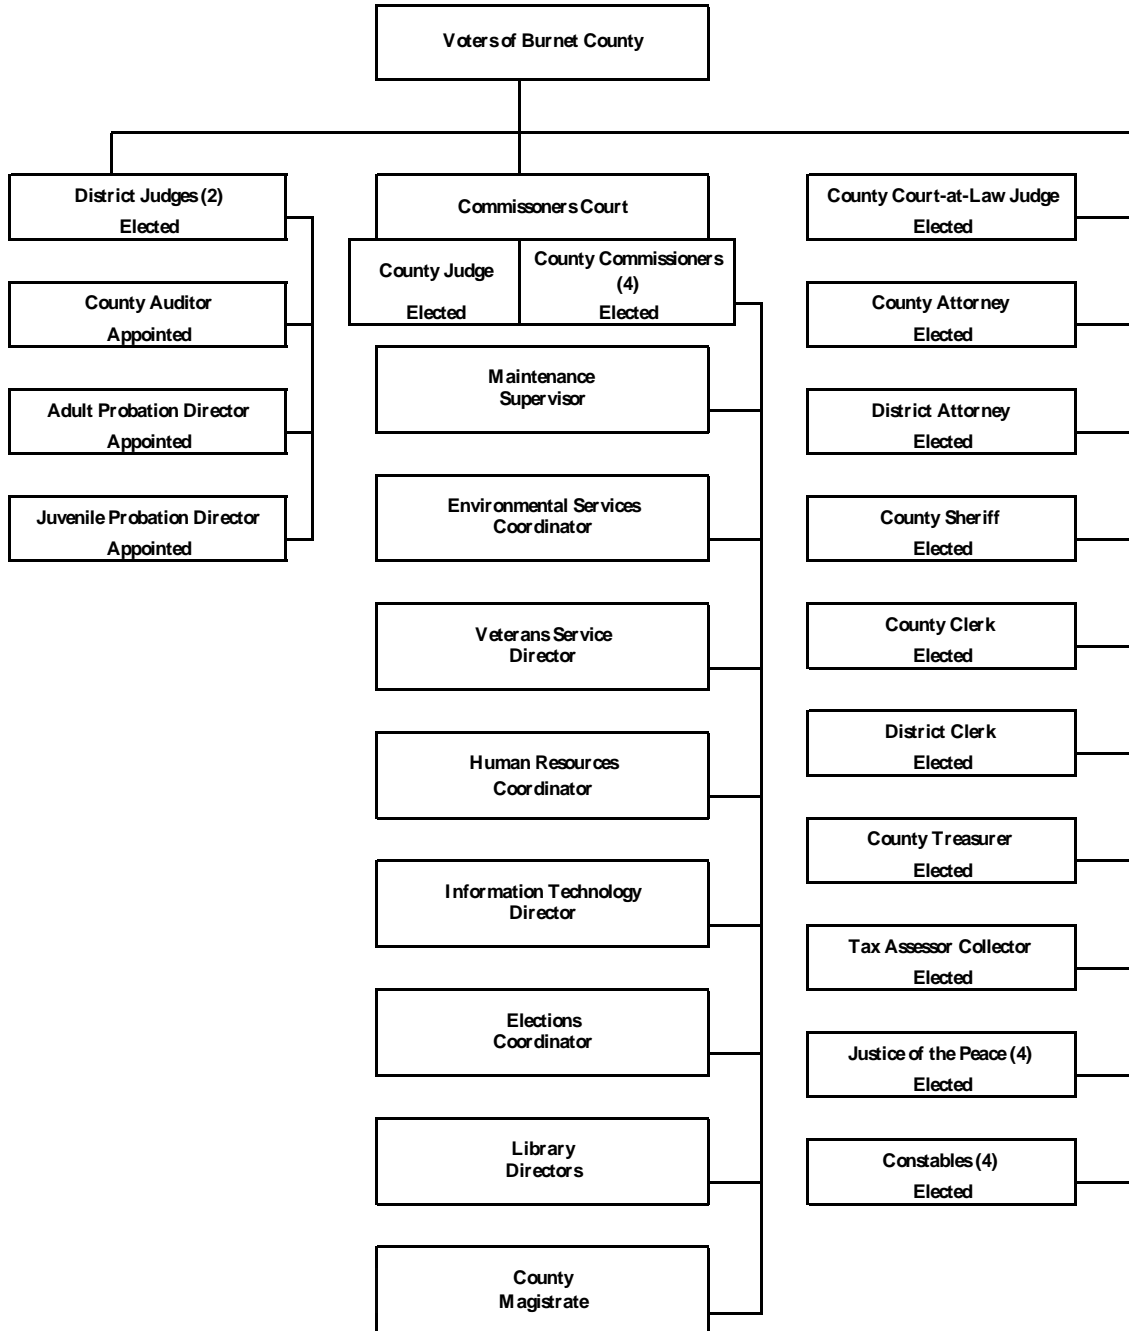 Voters of Burnet County
District Judges (2)
Elected
County Auditor
Appointed
Adult Probation Director
Appointed
Juvenile Probation Director
Appointed
Commissoners Court
County Judge
Elected
County Commissioners
(4)
Elected
Maintenance
Supervisor
Environmental Services
Coordinator
Veterans Service
Director
Human Resources
Coordinator
Information Technology
Director
Elections
Coordinator
Library
Directors
County
Magistrate
County Court-at-Law Judge
Elected
County Attorney
Elected
District Attorney
Elected
County Sheriff
Elected
County Clerk
Elected
District Clerk
Elected
County Treasurer
Elected
Tax Assessor Collector
Elected
Justice of the Peace (4)
Elected
Constables (4)
Elected